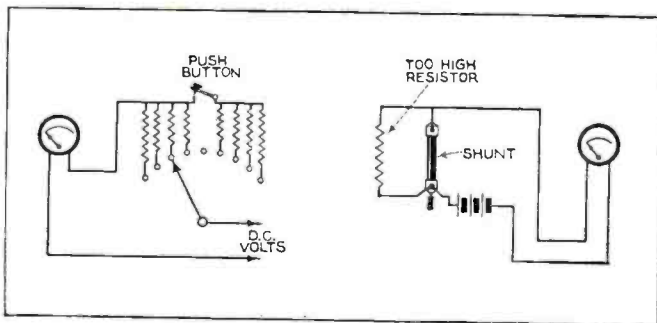 PUSH
BUTTON
D.C.
VOLTS
TOO HIGH
RESISTOR
SHUNT